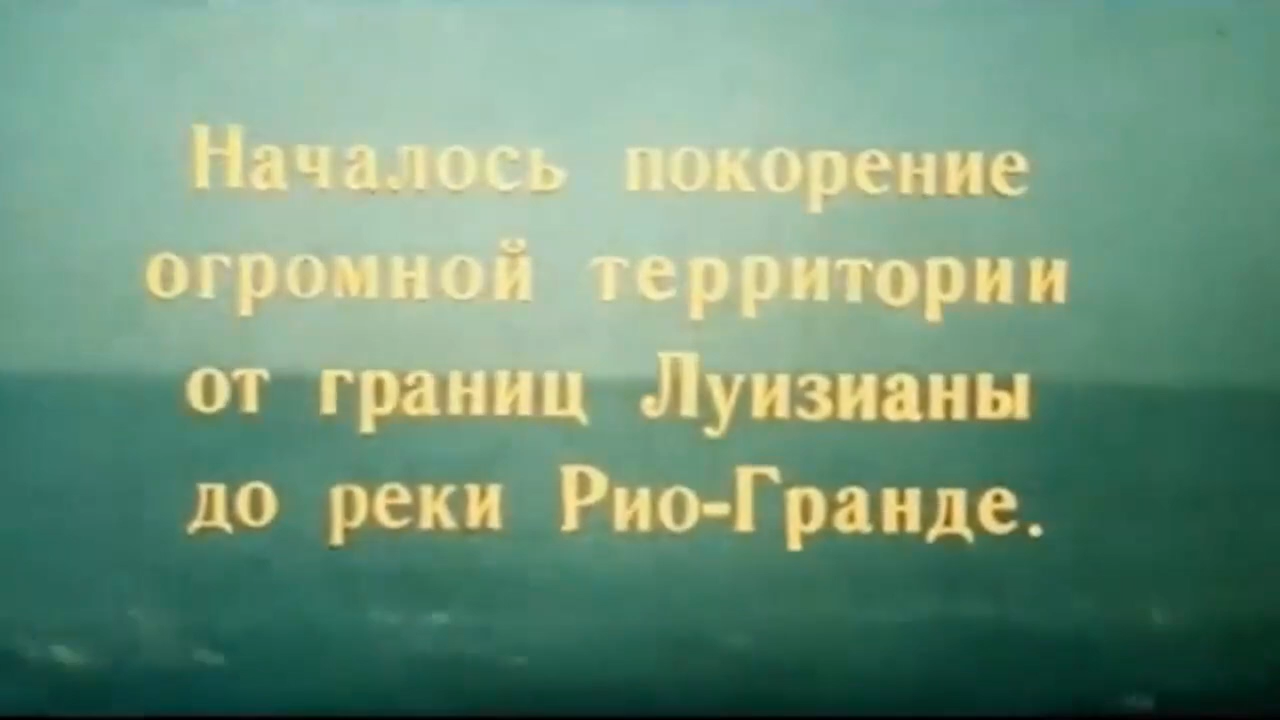 Началось покорение
огромной территории
от границ Луизианы
до реки Рио-Гранде.